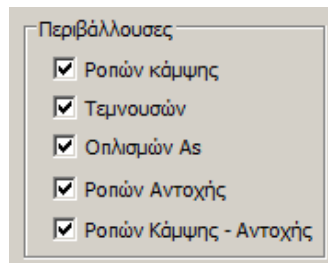 Περιβάλλουσες
Ροπών κάμψης
Τεμνουσών
Οπλισμών As
Ροπών Αντοχής
Ροπών Κάμψης - Αντοχής